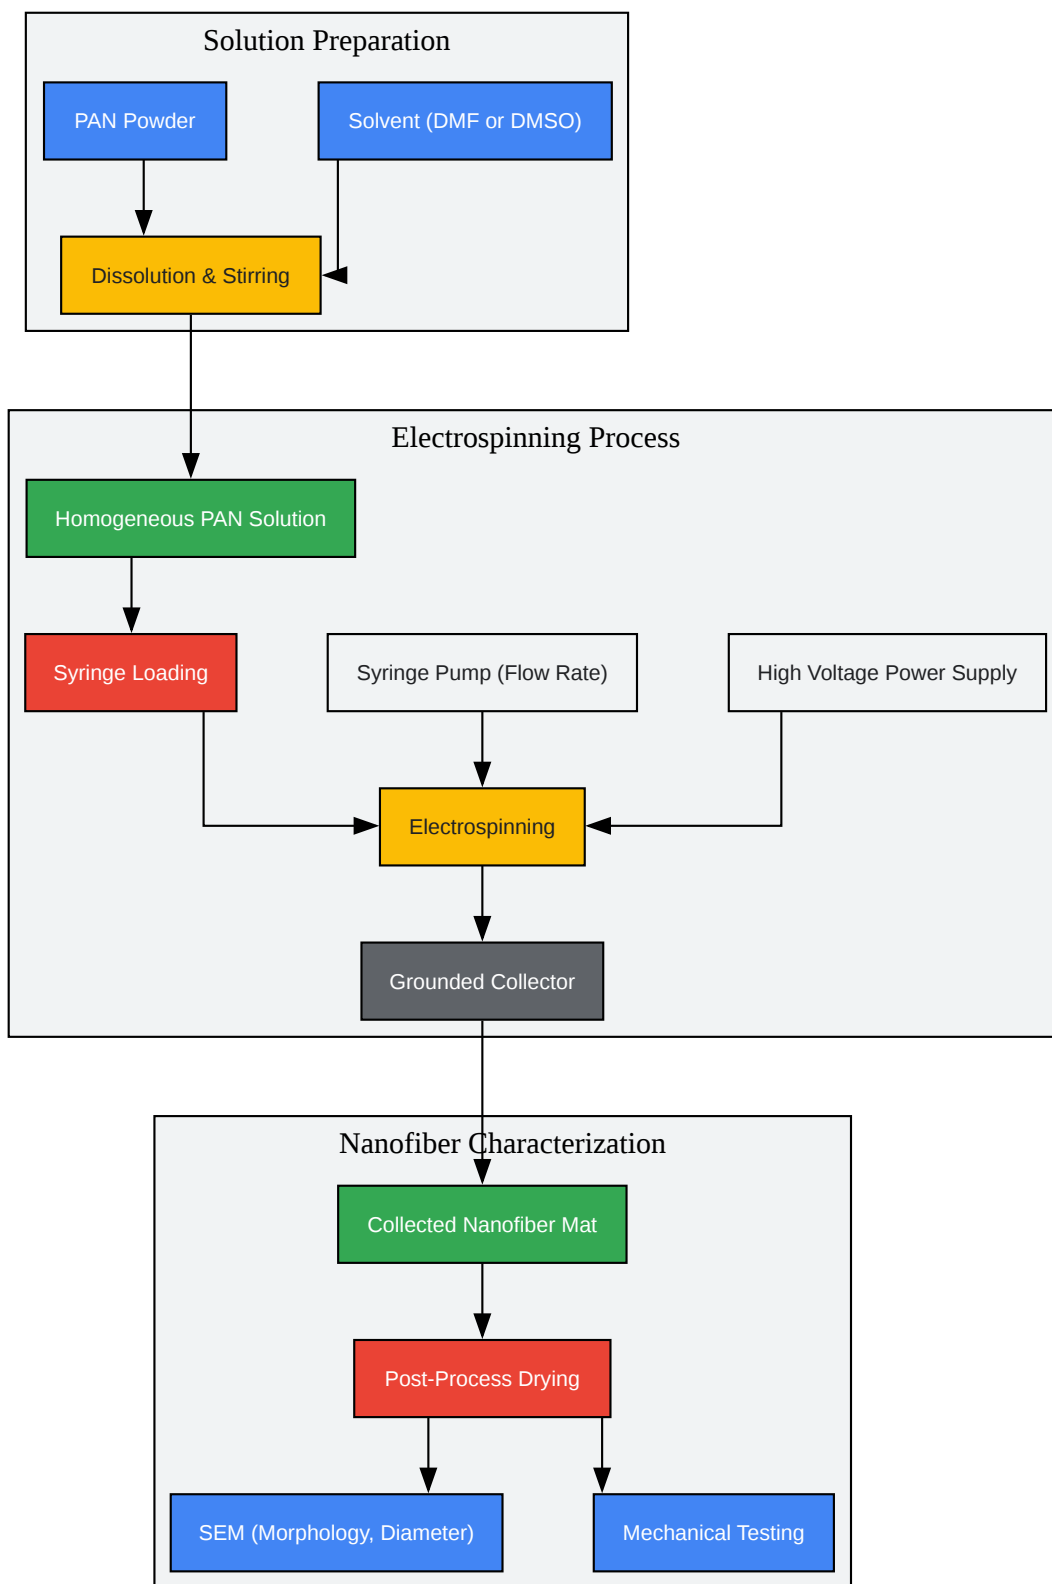 Solution Preparation
PAN Powder
Solvent (DMF or DMSO)
Dissolution & Stirring
Electrospinning Process
Homogeneous PAN Solution
Syringe Loading
Syringe Pump (Flow Rate)
High Voltage Power Supply
Electrospinning
Grounded Collector
Nanofiber Characterization
Collected Nanofiber Mat
Post-Process Drying
SEM (Morphology, Diameter)
Mechanical Testing